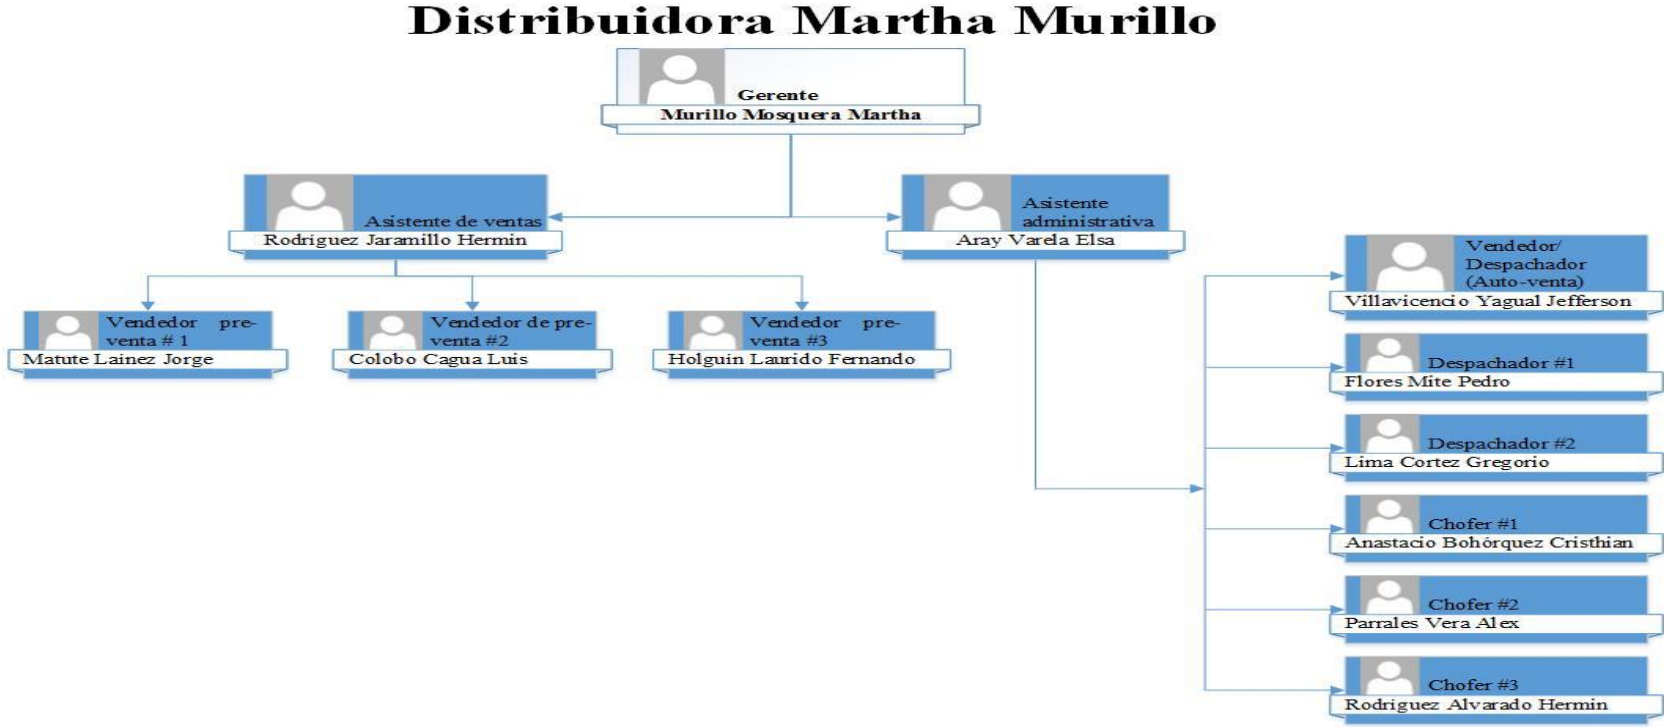 Distribuidora Martha Murillo
Gerente
Murillo Mosquera Martha
Asistente de ventas
Rodriguez Jaramillo Hermin
Asistente
administrativa
Aray Varela Elsa
Vendedor pre-
venta # 1
Matute Lainez Jorge
Vendedor de pre-
venta #2
Colobo Cagua Luis
Vendedor pre-
venta #3
Holguin Laurido Fernando
Vendedor/
Despachador
(Auto-venta)
Villavicencio Yagual Jefferson
Despachador #1
Flores Mite Pedro
Despachador #2
Lima Cortez Gregorio
Chofer #1
Anastacio Bohórquez Cristhian
Chofer #2
Parrales Vera Alex
Chofer #3
Rodriguez Alvarado Hermin